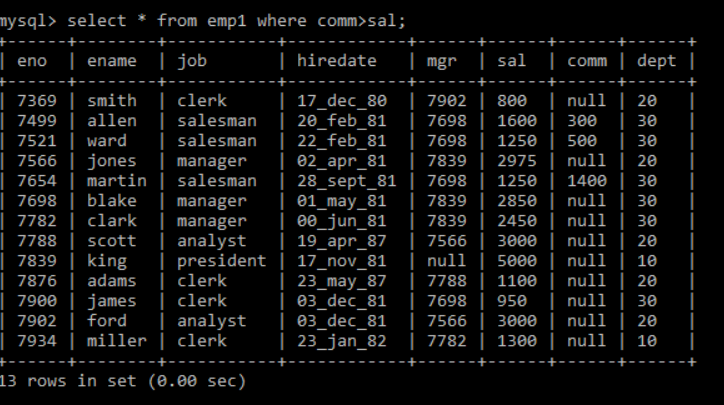 mysql> select * from emp1 where comm>sal;
+------+--------+-----------+------------+------+------+------+------+
| eno | ename | job | hiredate | mgr | sal | comm | dept |
+------+--------+-----------+------------+------+------+------+------+
| 7369 | smith | clerk | 17_dec_80 | 7902 | 800 | null | 20 |
| 7499 | allen | salesman | 20_feb_81 | 7698 | 1600 | 300 | 30 |
| 7521 | ward | salesman | 22_feb_81 | 7698 | 1250 | 500 | 30 |
| 7566 | jones | manager | 02_apr_81 | 7839 | 2975 | null | 20 |
| 7654 | martin | salesman | 28_sept_81 | 7698 | 1250 | 1400 | 30 |
| 7698 | blake | manager | 01_may_81 | 7839 | 2850 | null | 30 |
| 7782 | clark | manager | 00_jun_81 | 7839 | 2450 | null | 30 |
| 7788 | scott | analyst | 19_apr_87 | 7566 | 3000 | null | 20 |
| 7839 | king | president | 17_nov_81 | null | 5000 | null | 10 |
| 7876 | adams | clerk | 23_may_87 | 7788 | 1100 | null | 20 |
| 7900 | james | clerk | 03_dec_81 | 7698 | 950 | null | 30 |
| 7902 | ford | analyst | 03_dec_81 | 7566 | 3000 | null | 20 |
| 7934 | miller | clerk | 23_jan_82 | 7782 | 1300 | null | 10 |
+------+--------+-----------+------------+------+------+------+------+
13 rows in set (0.00 sec)